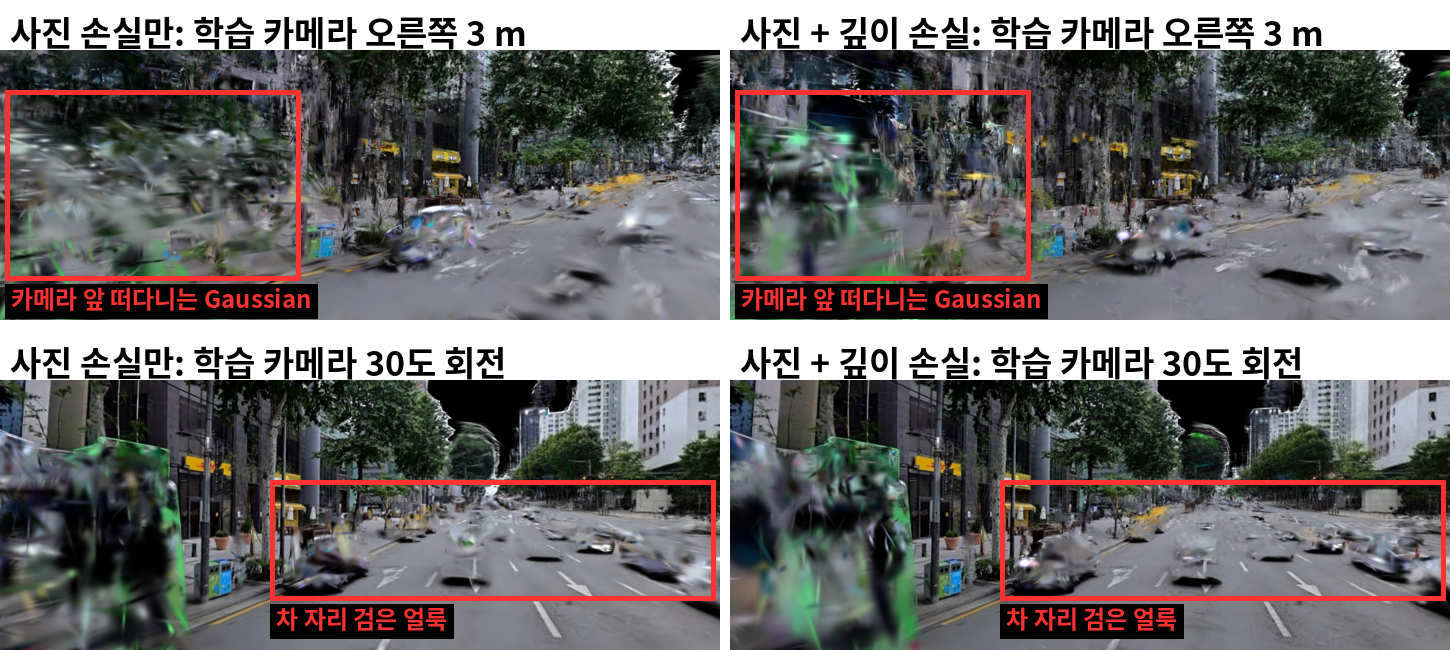 사진 손실만: 학습 카메라 오른쪽 3 m
사진 + 깊이 손실: 학습 카메라 오른쪽 3 m
카메라 앞 떠다니는 Gaussian
카메라 앞 떠다니는 Gaussian
사진 손실만: 학습 카메라 30도 회전
사진 + 깊이 손실: 학습 카메라 30도 회전
차 자리 검은 얼룩
차 자리 검은 얼룩